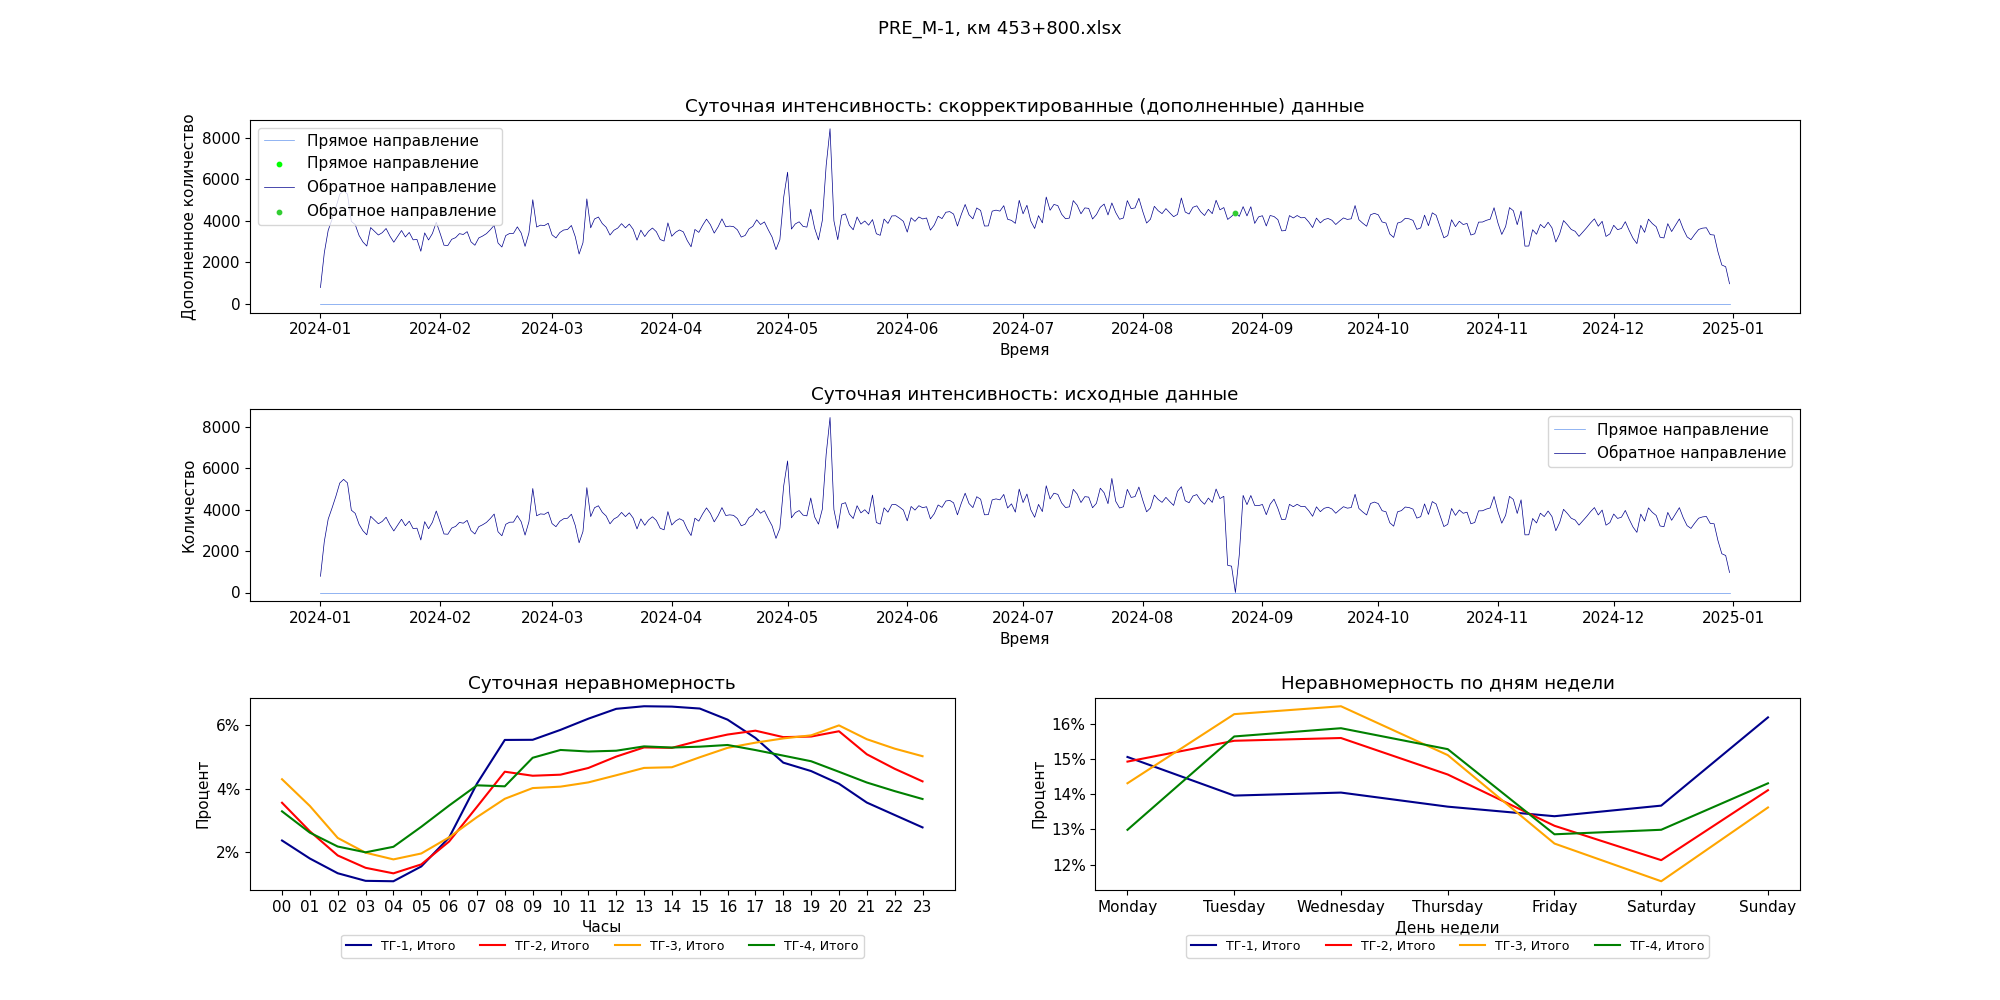 PRE_M-1, км 453+800.xlsx
Суточная интенсивность: скорректированные (дополненные) данные
Дополненное количество
8000
6000
4000
2000
0
Прямое направление
Прямое направление
Обратное направление
Обратное направление
2024-01 2024-02 2024-03 2024-04 2024-05 2024-06 2024-07 2024-08 2024-09 2024-10 2024-11 2024-12 2025-01
Время
Суточная интенсивность: исходные данные
Количество
8000
6000
4000
2000
0
Прямое направление
Обратное направление
2024-01 2024-02 2024-03 2024-04 2024-05 2024-06 2024-07 2024-08 2024-09 2024-10 2024-11 2024-12 2025-01
Время
Суточная неравномерность
Процент
6%
4%
2%
00 01 02 03 04 05 06 07 08 09 10 11 12 13 14 15 16 17 18 19 20 21 22 23
Часы
ТГ-1, Итого ТГ-2, Итого ТГ-3, Итого ТГ-4, Итого
Неравномерность по дням недели
Процент
16%
15%
14%
13%
12%
Monday Tuesday Wednesday Thursday Friday Saturday Sunday
День недели
ТГ-1, Итого ТГ-2, Итого ТГ-3, Итого ТГ-4, Итого